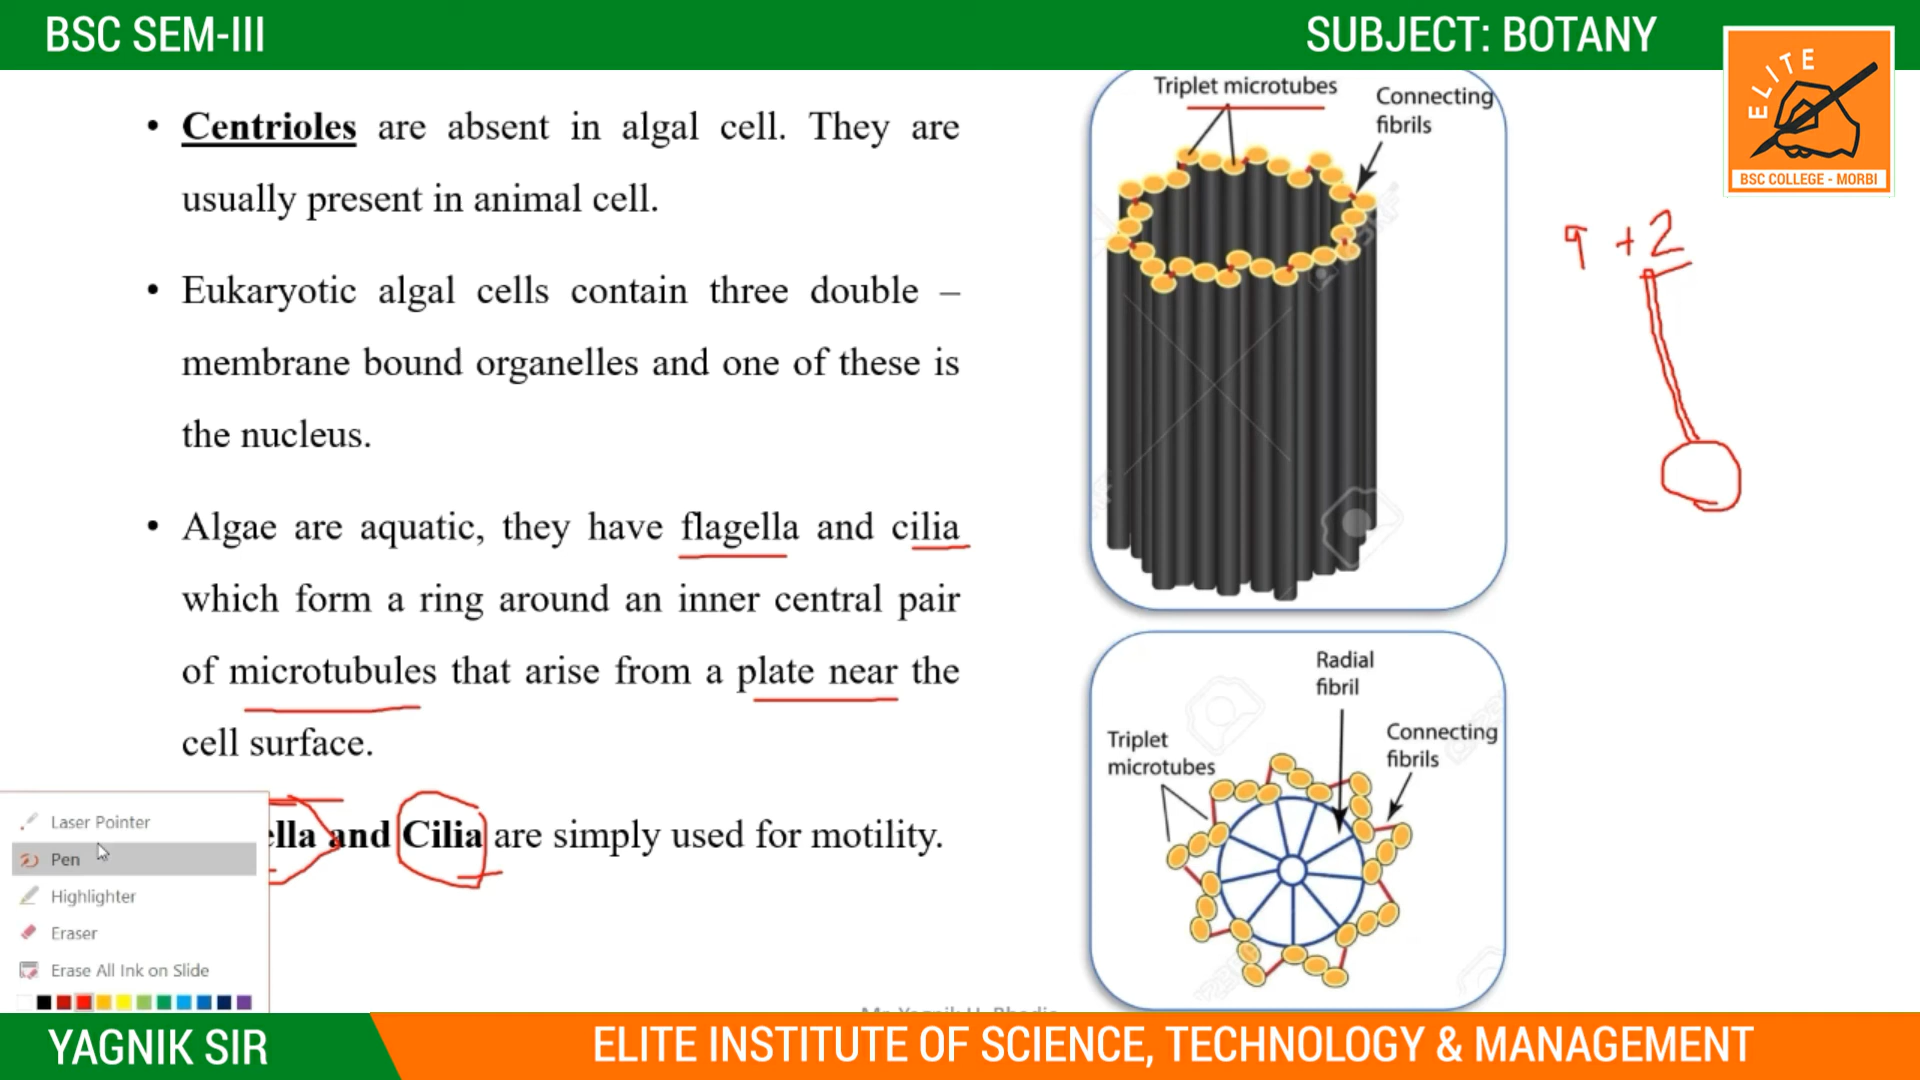 BSC SEM-III
SUBJECT: BOTANY
ELITE
BSC COLLEGE - MORBI
• Centrioles are absent in algal cell. They are
usually present in animal cell.
• Eukaryotic algal cells contain three double –
membrane bound organelles and one of these is
the nucleus.
• Algae are aquatic, they have flagella and cilia
which form a ring around an inner central pair
of microtubules that arise from a plate near the
cell surface.
ella and Cilia are simply used for motility.
Triplet microtubes
Connecting
fibrils
9 + 2
Radial
fibril
Triplet
microtubes
Connecting
fibrils
Laser Pointer
Pen
Highlighter
Eraser
Erase All Ink on Slide
YAGNIK SIR
ELITE INSTITUTE OF SCIENCE, TECHNOLOGY & MANAGEMENT